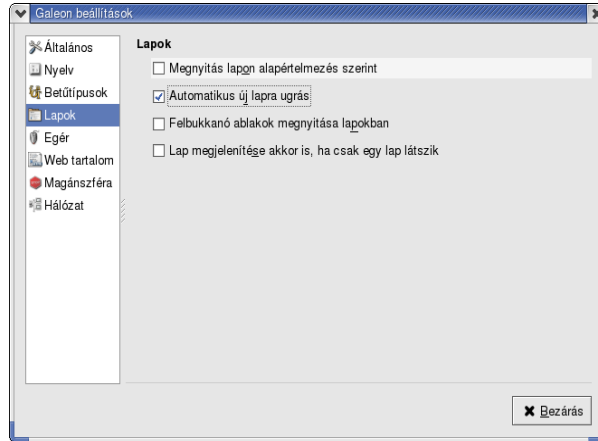 Galeon beállítások
Általános
Nyelv
Betűtípusok
Lapok
Egér
Web tartalom
Magánszféra
Hálózat
Lapok
Megnyitás lapon alapértelmezés szerint
Automatikus új lapra ugrás
Felbukkanó ablakok megnyitása lapokban
Lap megjelenítése akkor is, ha csak egy lap látszik
Bezárás